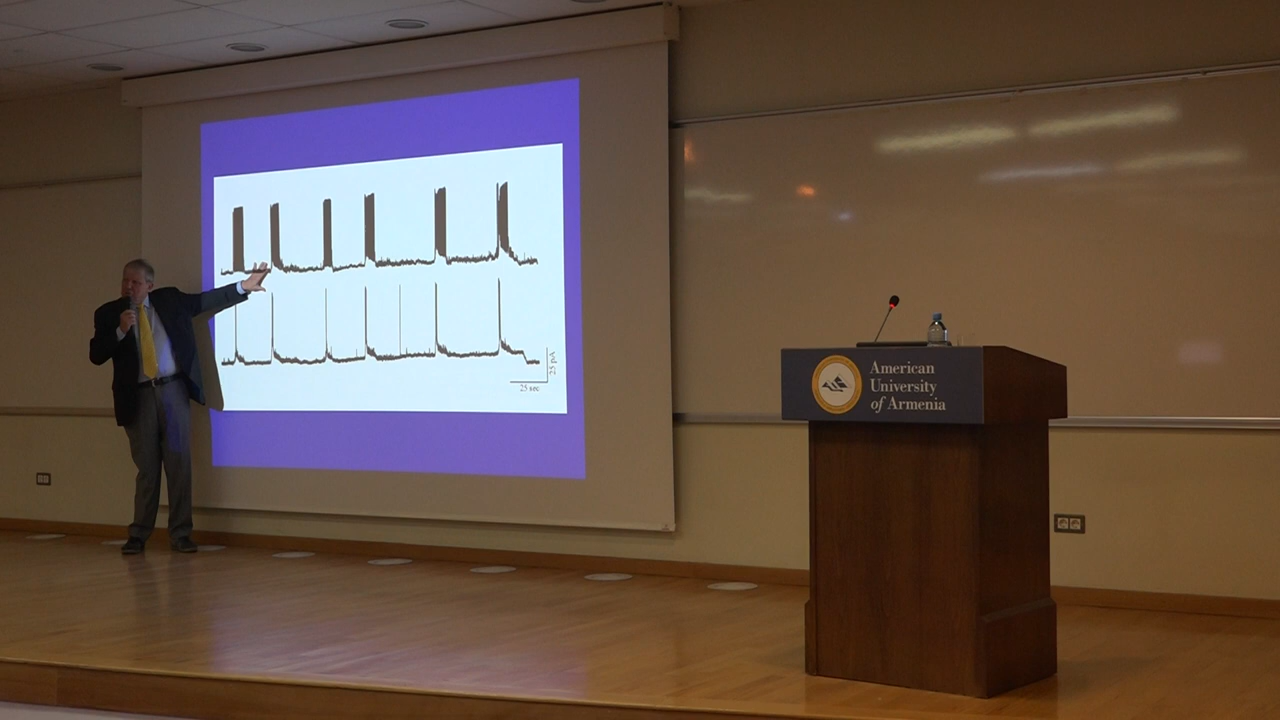 25 pA
25 sec
American
University
of Armenia